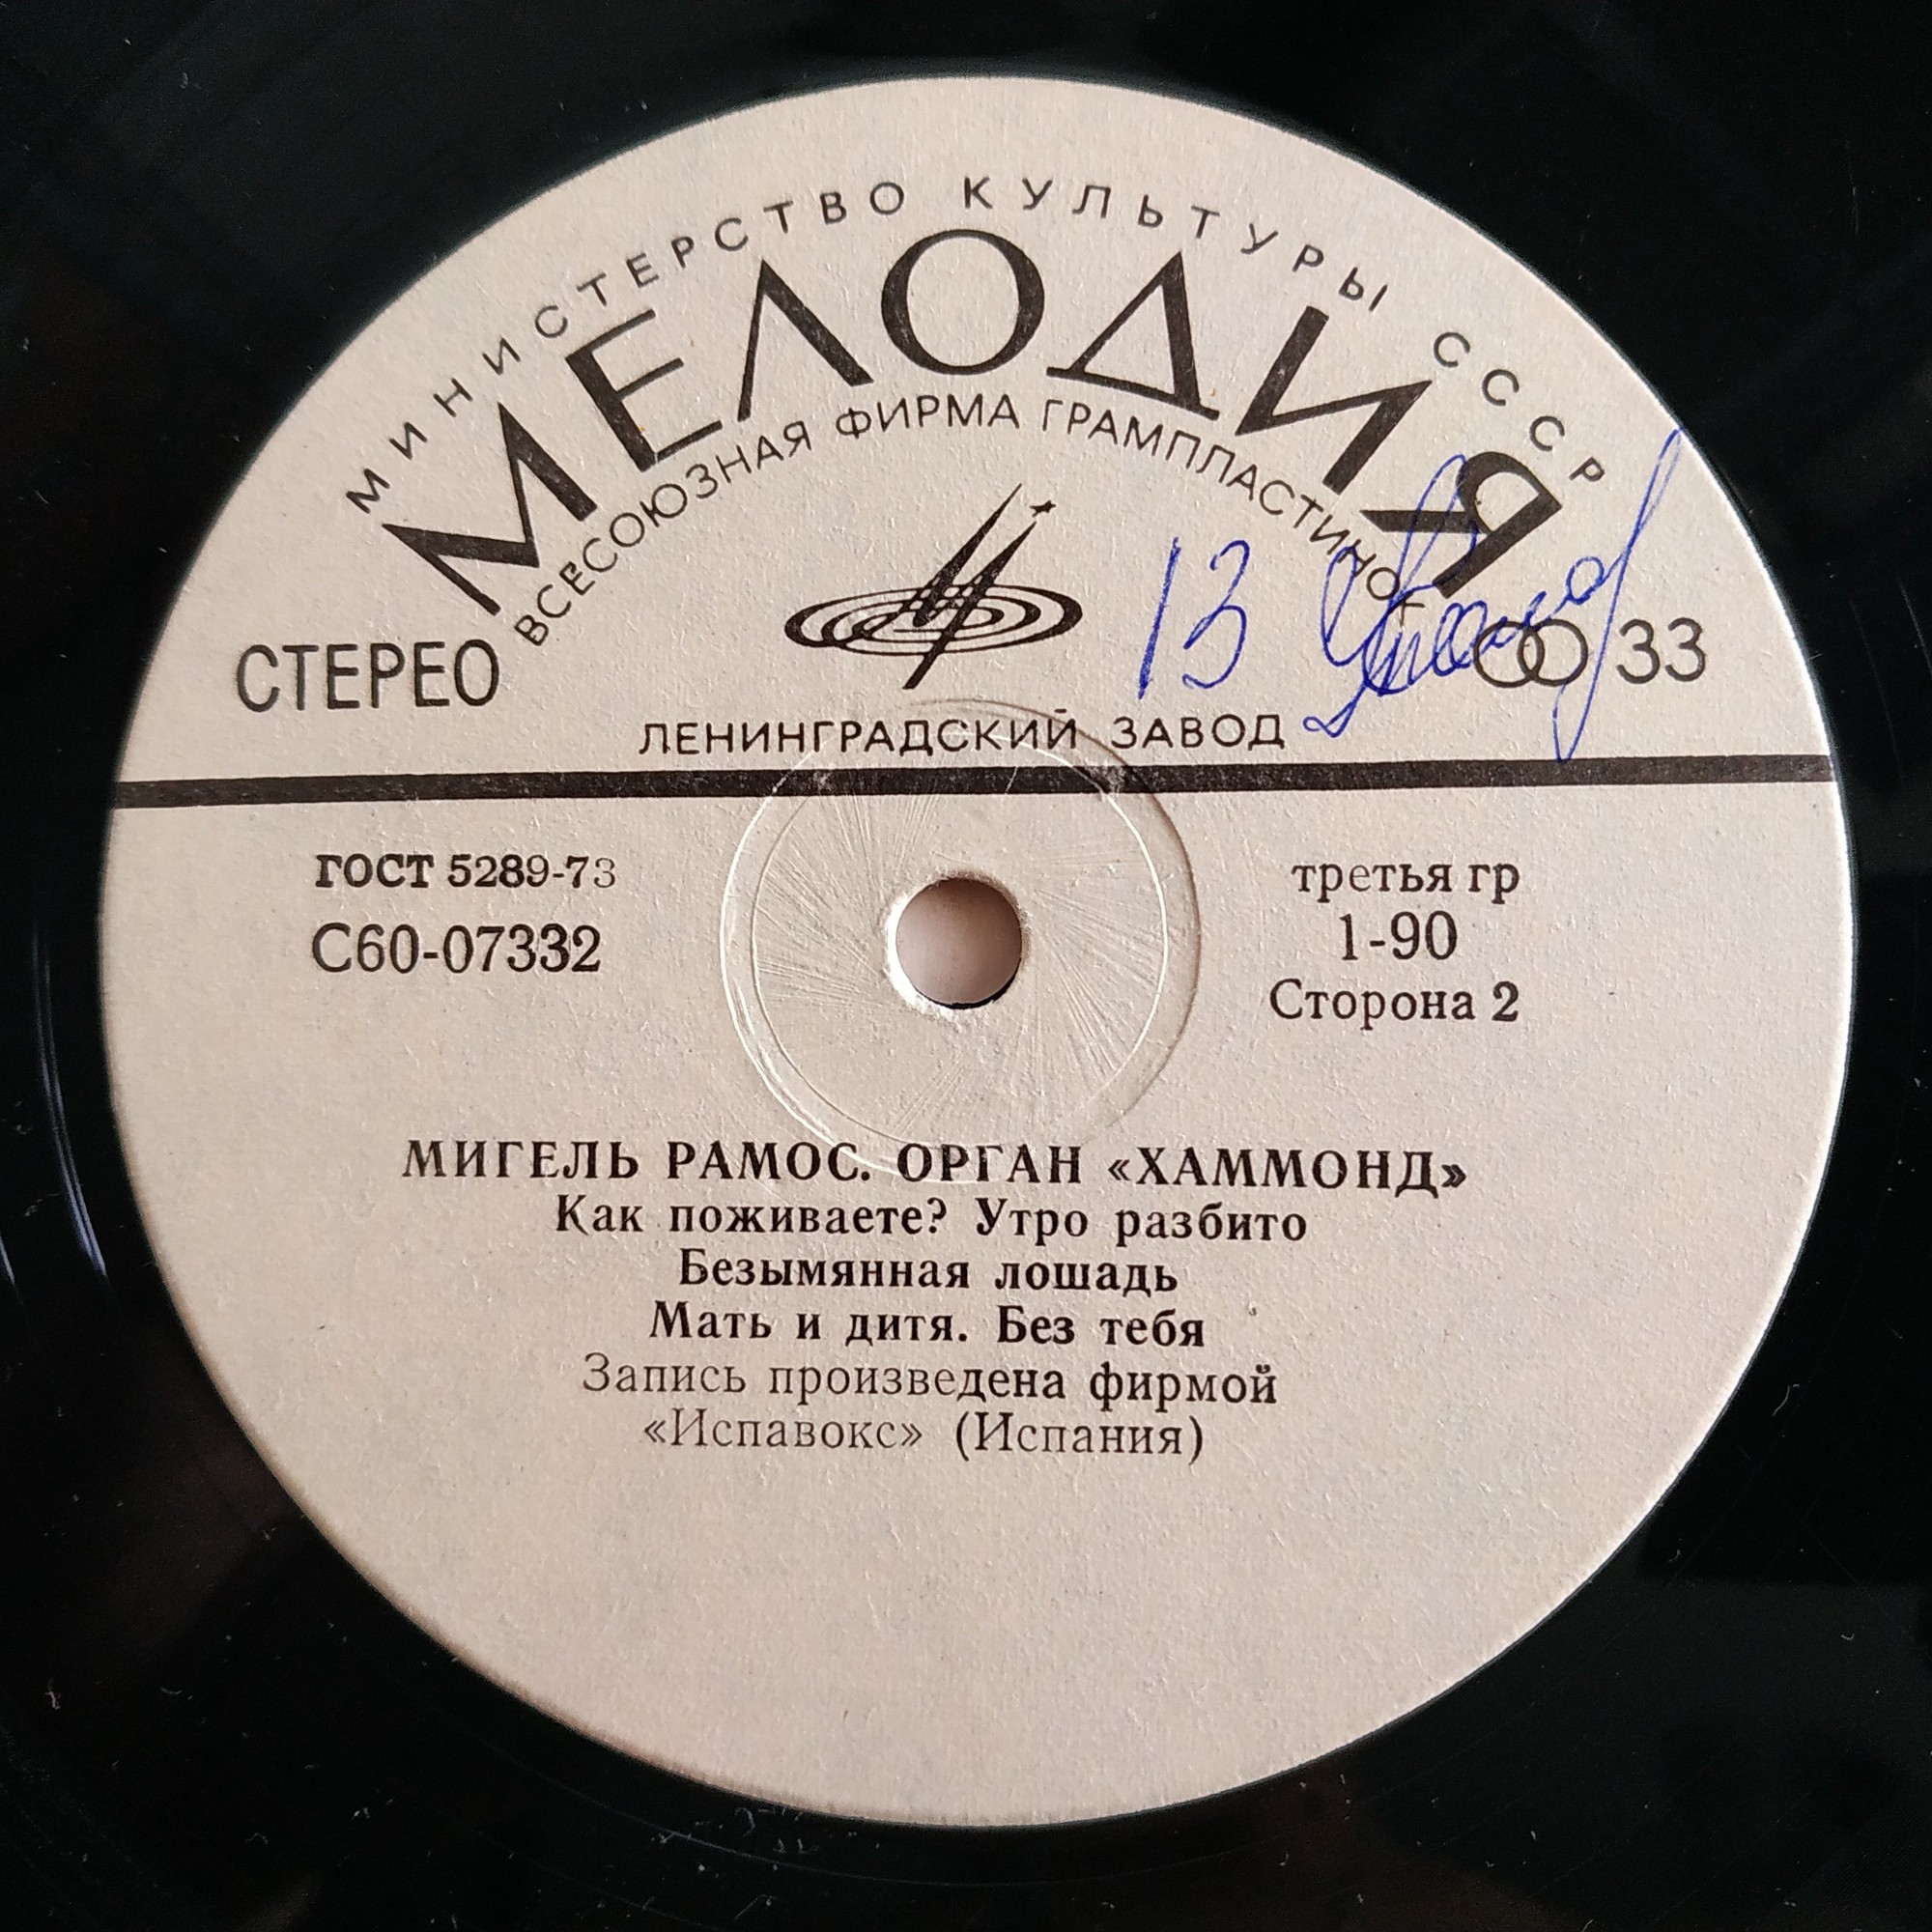 МИНИСТЕРСТВО КУЛЬТУРЫ СССР
МЕЛОДИЯ
ВСЕСОЮЗНАЯ ФИРМА ГРАМПЛАСТИНОК
СТЕРЕО
13
33
ЛЕНИНГРАДСКИЙ ЗАВОД
ГОСТ 5289-73
третья гр
С60-07332
1-90
Сторона 2
МИГЕЛЬ РАМОС. ОРГАН «ХАММОНД»
Как поживаете? Утро разбито
Безымянная лошадь
Мать и дитя. Без тебя
Запись произведена фирмой
«Испавокс» (Испания)